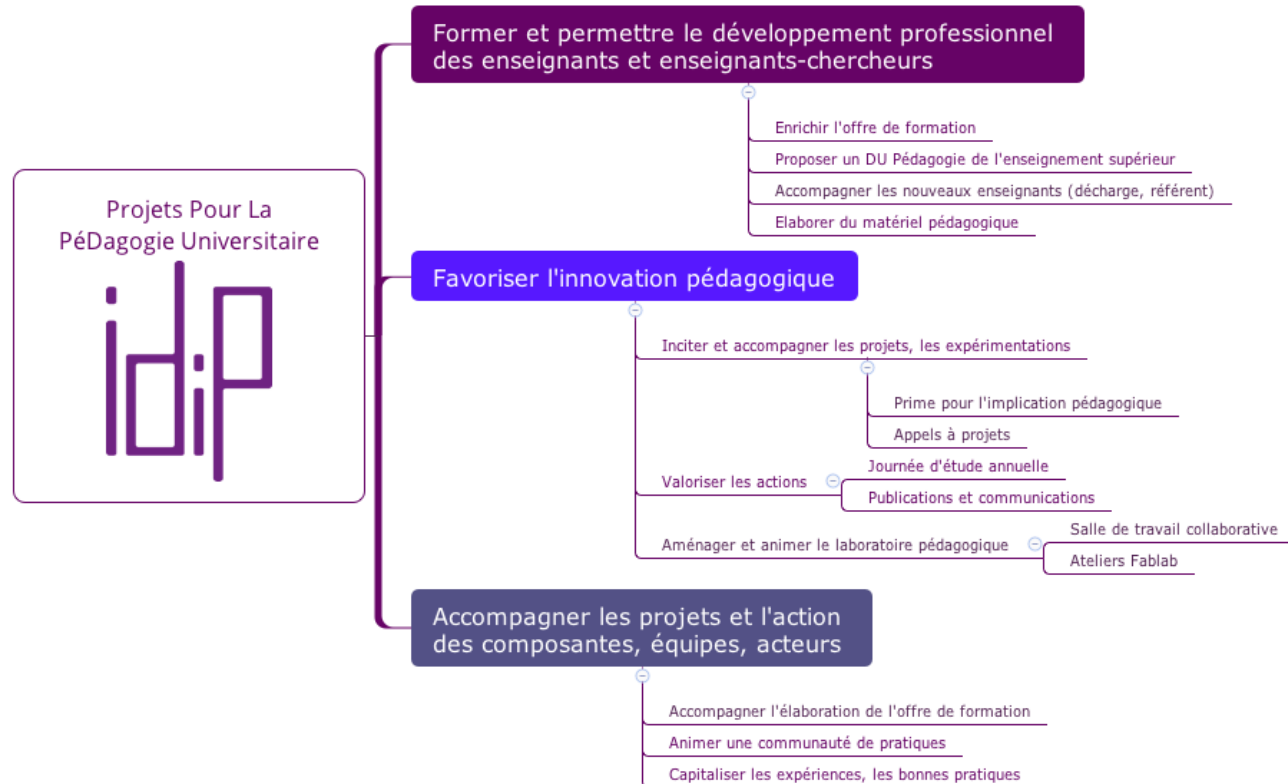 Projets Pour La
PéDagogie Universitaire
idip
Former et permettre le développement professionnel
des enseignants et enseignants-chercheurs
Enrichir l'offre de formation
Proposer un DU Pédagogie de l'enseignement supérieur
Accompagner les nouveaux enseignants (décharge, référent)
Elaborer du matériel pédagogique
Favoriser l'innovation pédagogique
Inciter et accompagner les projets, les expérimentations
Prime pour l'implication pédagogique
Appels à projets
Valoriser les actions
Journée d'étude annuelle
Publications et communications
Aménager et animer le laboratoire pédagogique
Salle de travail collaborative
Ateliers Fablab
Accompagner les projets et l'action
des composantes, équipes, acteurs
Accompagner l'élaboration de l'offre de formation
Animer une communauté de pratiques
Capitaliser les expériences, les bonnes pratiques